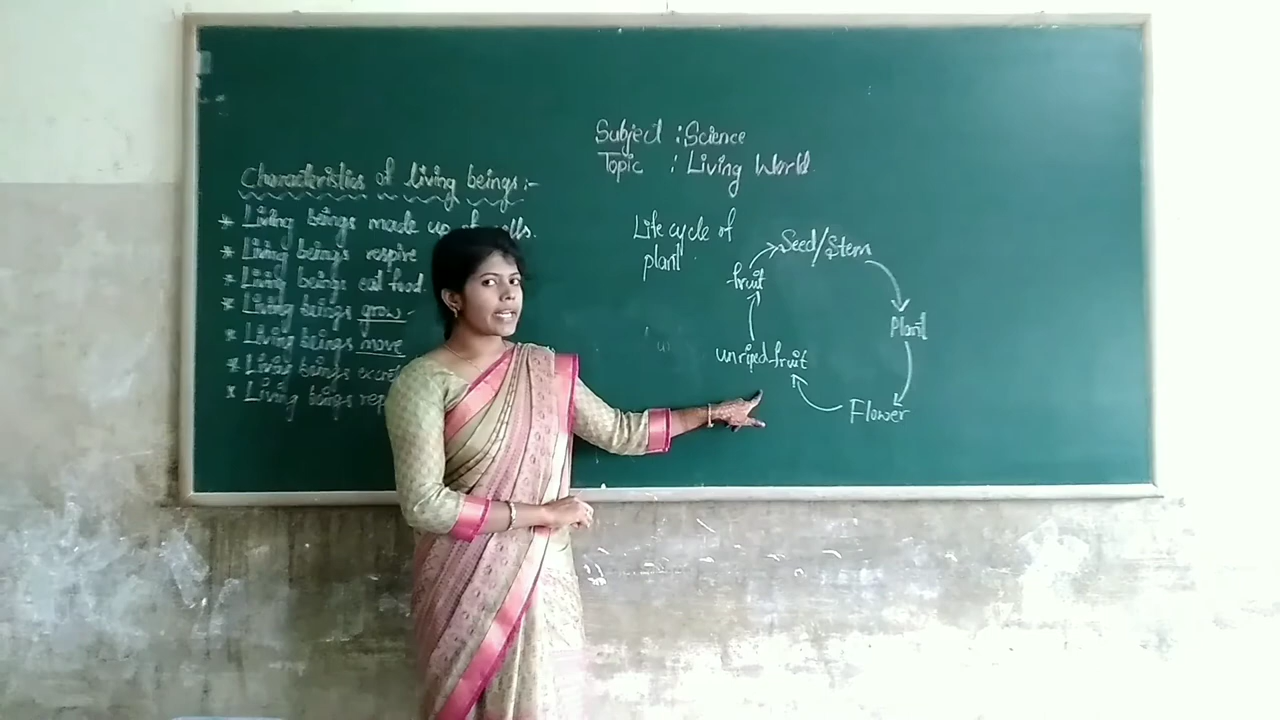 Subject : Science
Topic : Living World
Characteristics of living beings:-
* Living beings made up of cells.
* Living beings respire
* Living beings eat food.
* Living beings grow.
* Living beings move
* Living beings
* Living beings
Life cycle of
plant
Seed/Stem
Plant
Flower
unriped fruit
fruit